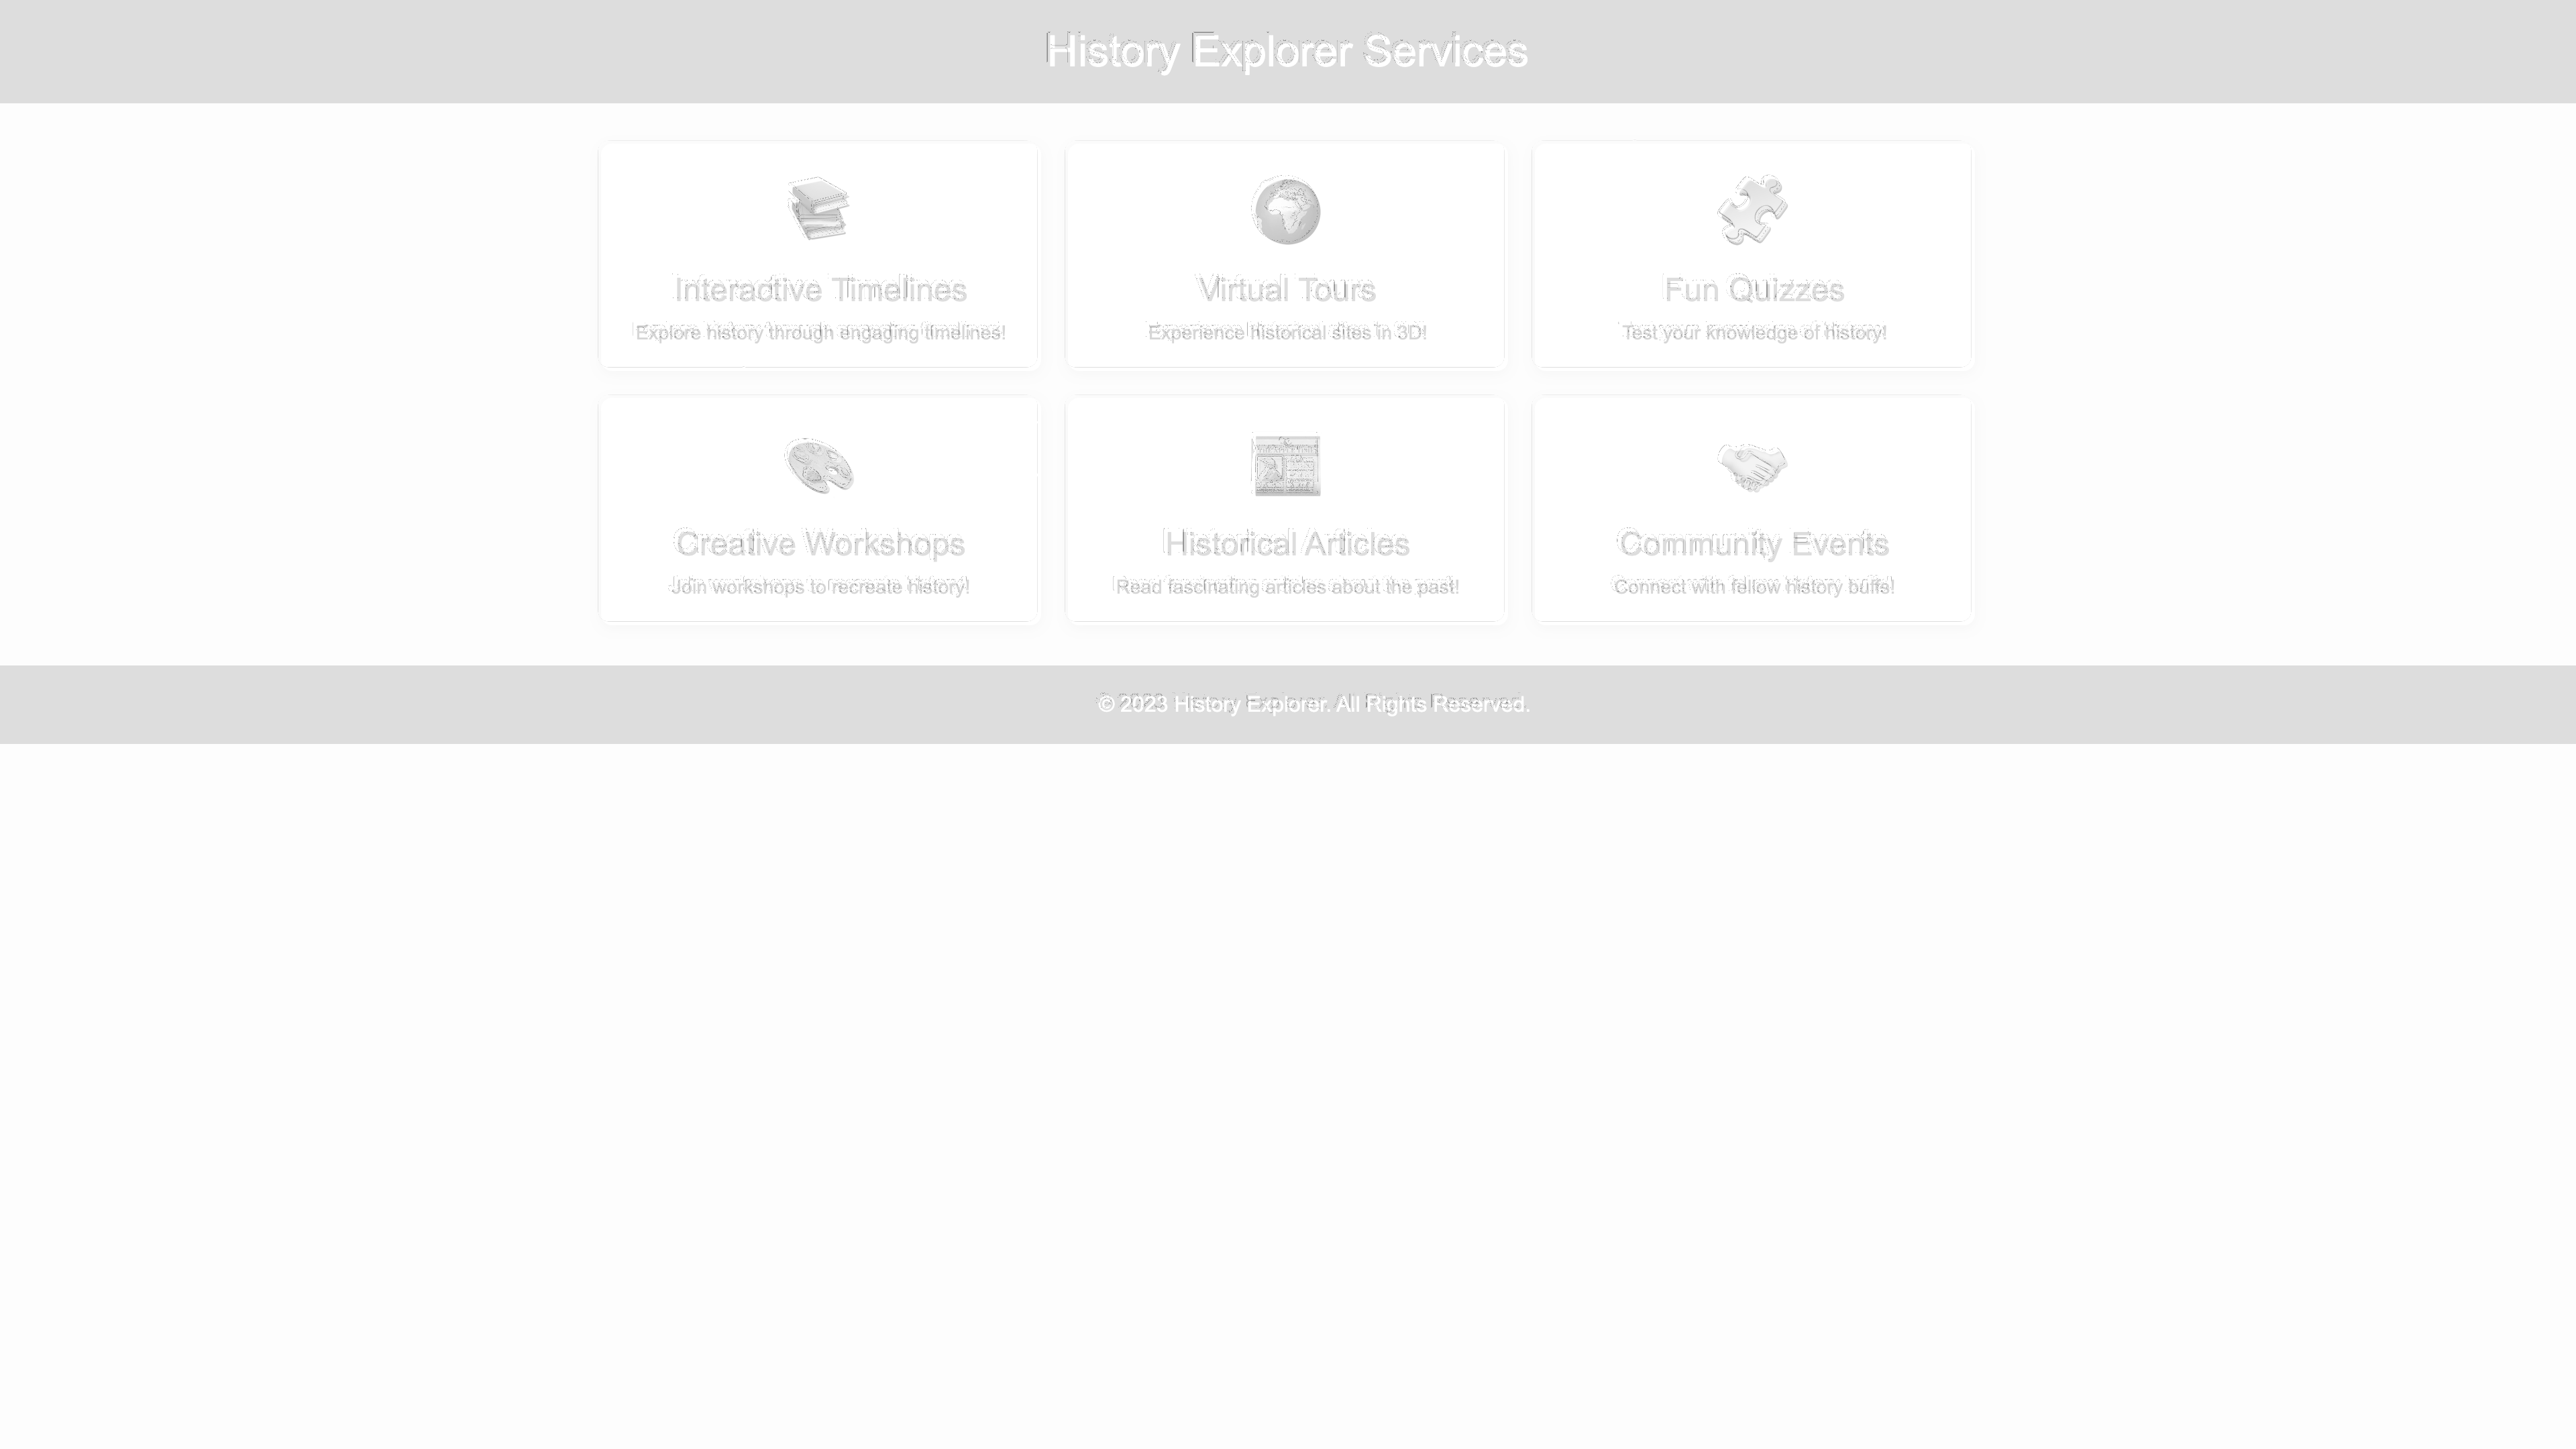 History Explorer Services
Interactive Timelines
Explore history through engaging timelines!
Virtual Tours
Experience historical sites in 3D!
Fun Quizzes
Test your knowledge of history!
Creative Workshops
Join workshops to recreate history!
Historical Articles
Read fascinating articles about the past!
Community Events
Connect with fellow history buffs!
© 2023 History Explorer. All Rights Reserved.